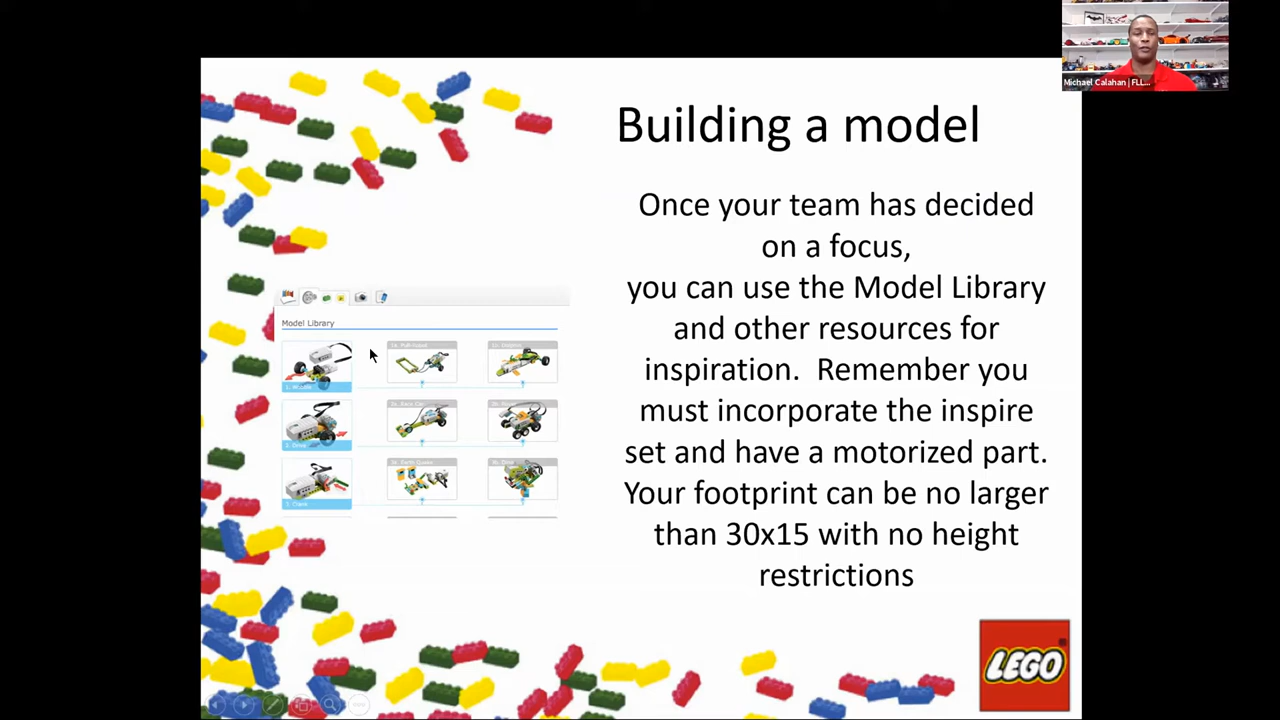 Michael Calahan | FLL...
Building a model
Once your team has decided
on a focus,
you can use the Model Library
and other resources for
inspiration.  Remember you
must incorporate the inspire
set and have a motorized part.
Your footprint can be no larger
than 30x15 with no height
restrictions
Model Library
LEGO